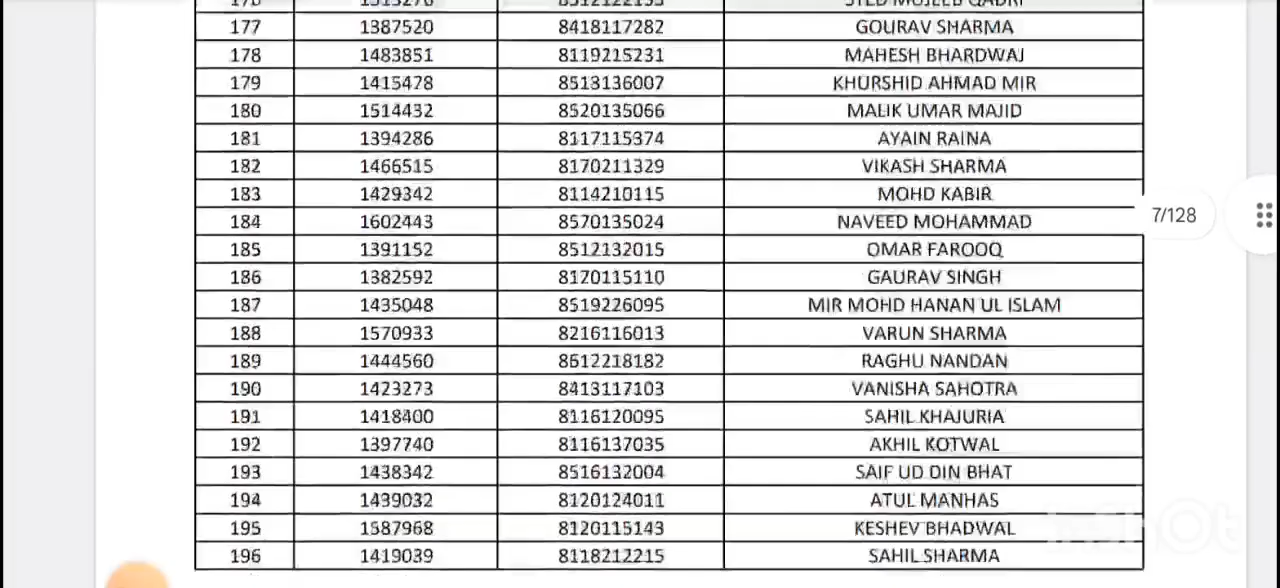 177 1387520 8418117282 GOURAV SHARMA
178 1483851 8119215231 MAHESH BHARDWAJ
179 1415478 8513136007 KHURSHID AHMAD MIR
180 1514432 8520135066 MALIK UMAR MAJID
181 1394286 8117115374 AYAIN RAINA
182 1466515 8170211329 VIKASH SHARMA
183 1429342 8114210115 MOHD KABIR
184 1602443 8570135024 NAVEED MOHAMMAD
7/128
185 1391152 8512132015 OMAR FAROOQ
186 1382592 8170115110 GAURAV SINGH
187 1435048 8519226095 MIR MOHD HANAN UL ISLAM
188 1570933 8216116013 VARUN SHARMA
189 1444560 8612218182 RAGHU NANDAN
190 1423273 8413117103 VANISHA SAHOTRA
191 1418400 8116120095 SAHIL KHAJURIA
192 1397740 8116137035 AKHIL KOTWAL
193 1438342 8516132004 SAIF UD DIN BHAT
194 1439032 8120124011 ATUL MANHAS
195 1587968 8120115143 KESHEV BHADWAL
196 1419039 8118212215 SAHIL SHARMA
InShOt